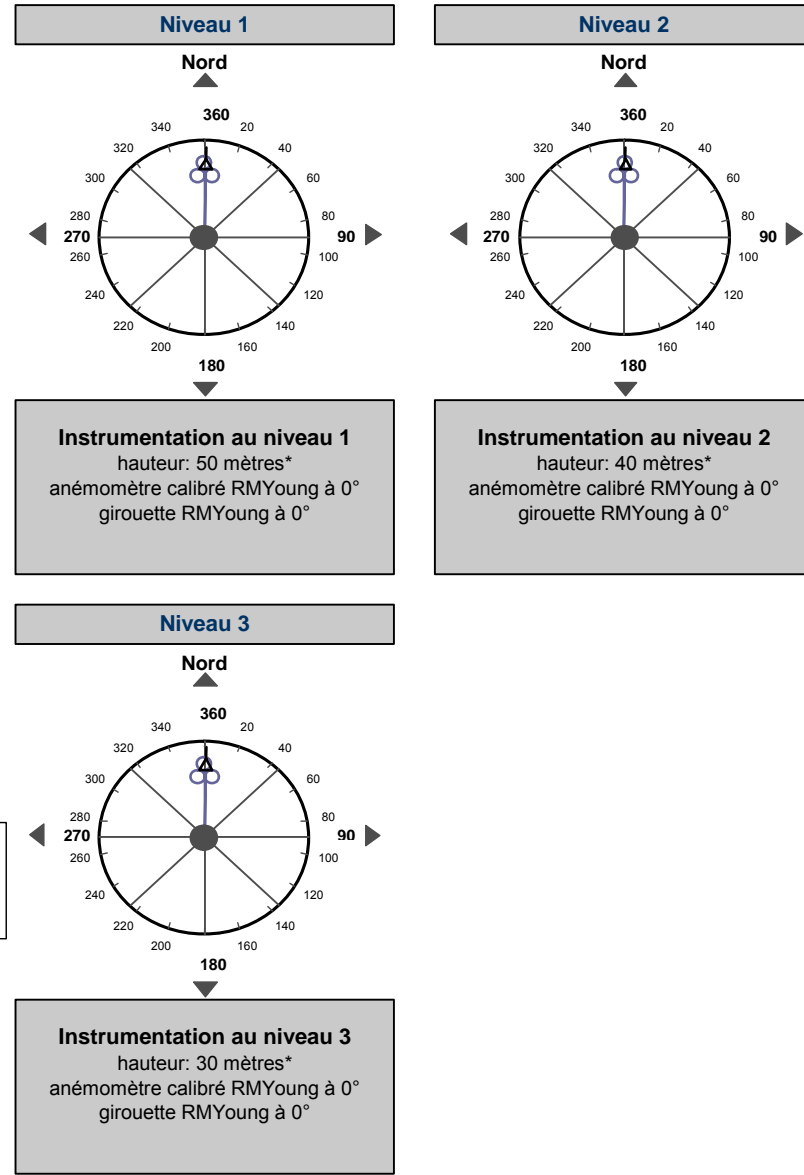 Niveau 1
Nord
360
340 20
320 40
300 60
280 80
270 90
260 100
240 120
220 140
200 160
180
Instrumentation au niveau 1
hauteur: 50 mètres*
anémomètre calibré RMYoung à 0°
girouette RMYoung à 0°
Niveau 2
Nord
360
340 20
320 40
300 60
280 80
270 90
260 100
240 120
220 140
200 160
180
Instrumentation au niveau 2
hauteur: 40 mètres*
anémomètre calibré RMYoung à 0°
girouette RMYoung à 0°
Niveau 3
Nord
360
340 20
320 40
300 60
280 80
270 90
260 100
240 120
220 140
200 160
180
Instrumentation au niveau 3
hauteur: 30 mètres*
anémomètre calibré RMYoung à 0°
girouette RMYoung à 0°